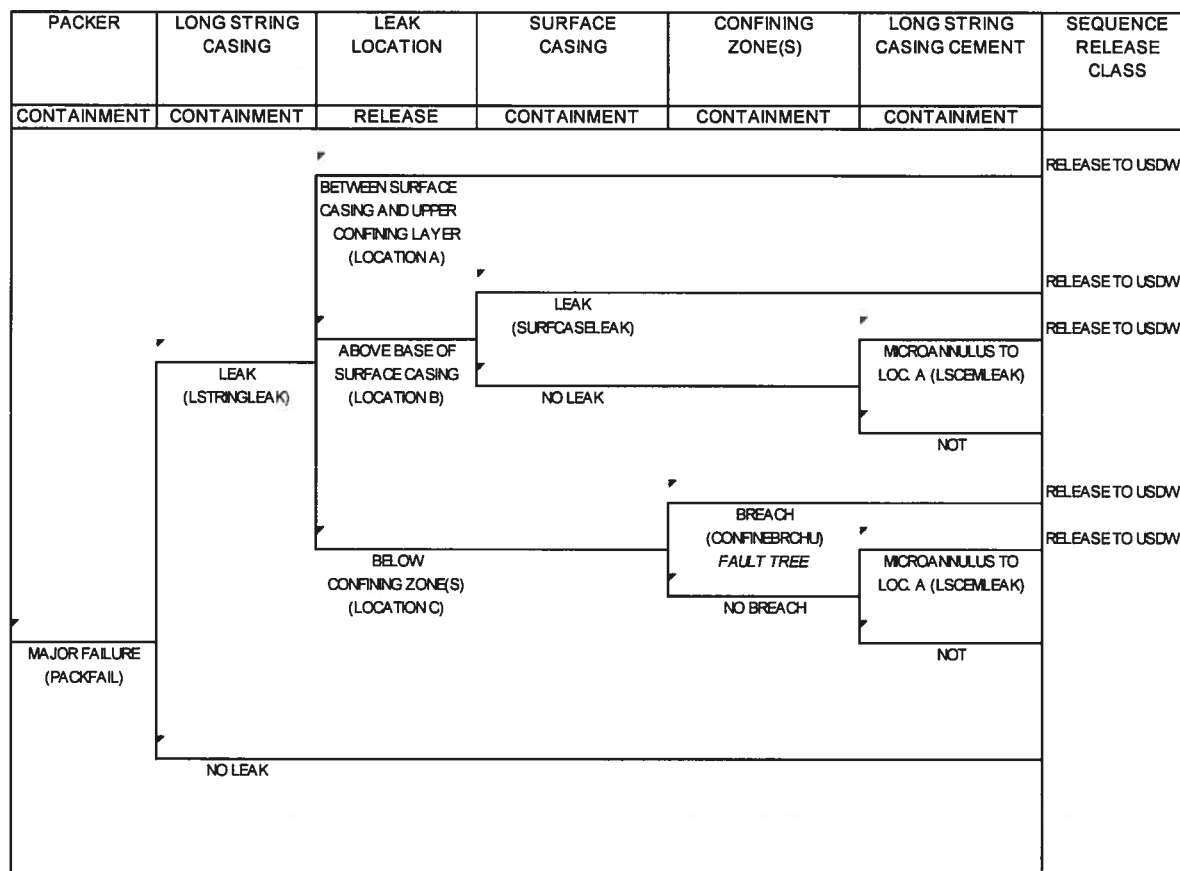 PACKER
LONG STRING
CASING
LEAK
LOCATION
SURFACE
CASING
CONFINING
ZONE(S)
LONG STRING
CASING CEMENT
SEQUENCE
RELEASE
CLASS
CONTAINMENT
CONTAINMENT
RELEASE
CONTAINMENT
CONTAINMENT
CONTAINMENT
RELEASE TO USDW
BETWEEN SURFACE
CASING AND UPPER
CONFINING LAYER
(LOCATION A)
RELEASE TO USDW
LEAK
(SURFCASELEAK)
RELEASE TO USDW
ABOVE BASE OF
SURFACE CASING
(LOCATION B)
MICROANNULUS TO
LOC. A (LSCEMLEAK)
LEAK
(LSTRINGLEAK)
NO LEAK
NOT
RELEASE TO USDW
BREACH
(CONFINEBRCHU)
FAULT TREE
RELEASE TO USDW
BELOW
CONFINING ZONE(S)
(LOCATION C)
MICROANNULUS TO
LOC. A (LSCEMLEAK)
NO BREACH
NOT
MAJOR FAILURE
(PACKFAIL)
NO LEAK